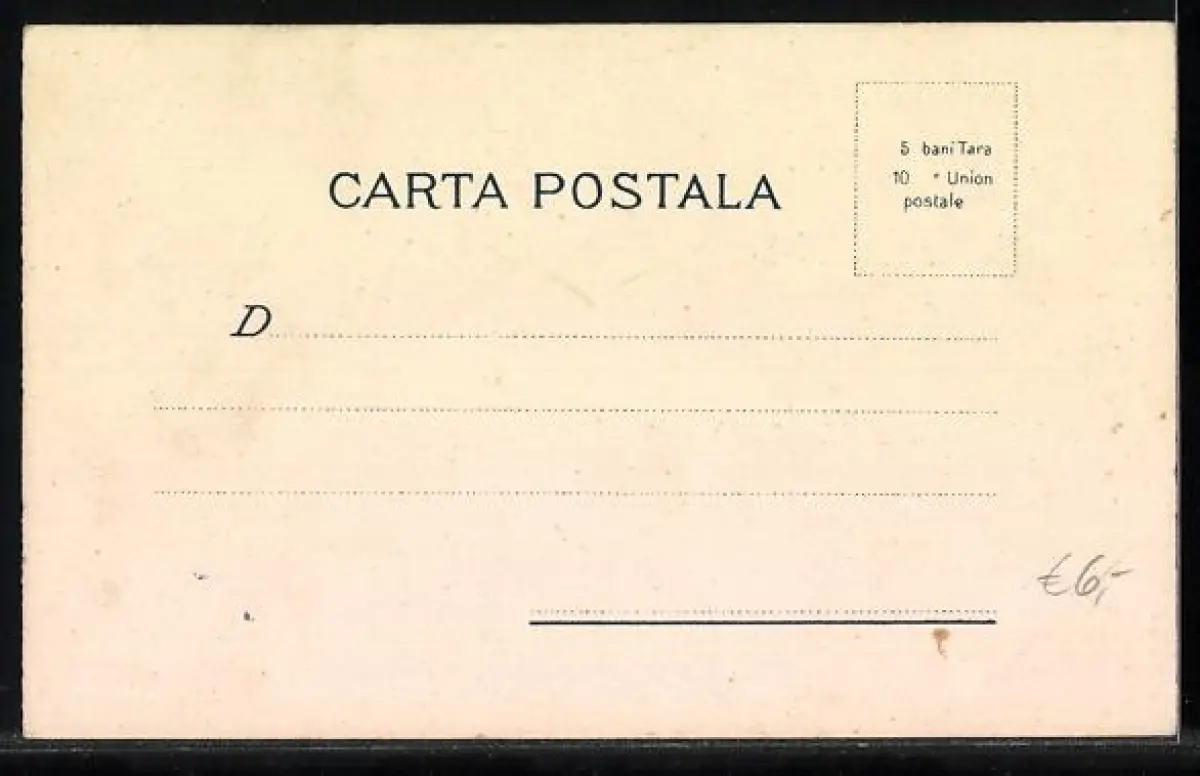 CARTA POSTALA
5 bani Tara
10 " Union
postale
D
€6,-